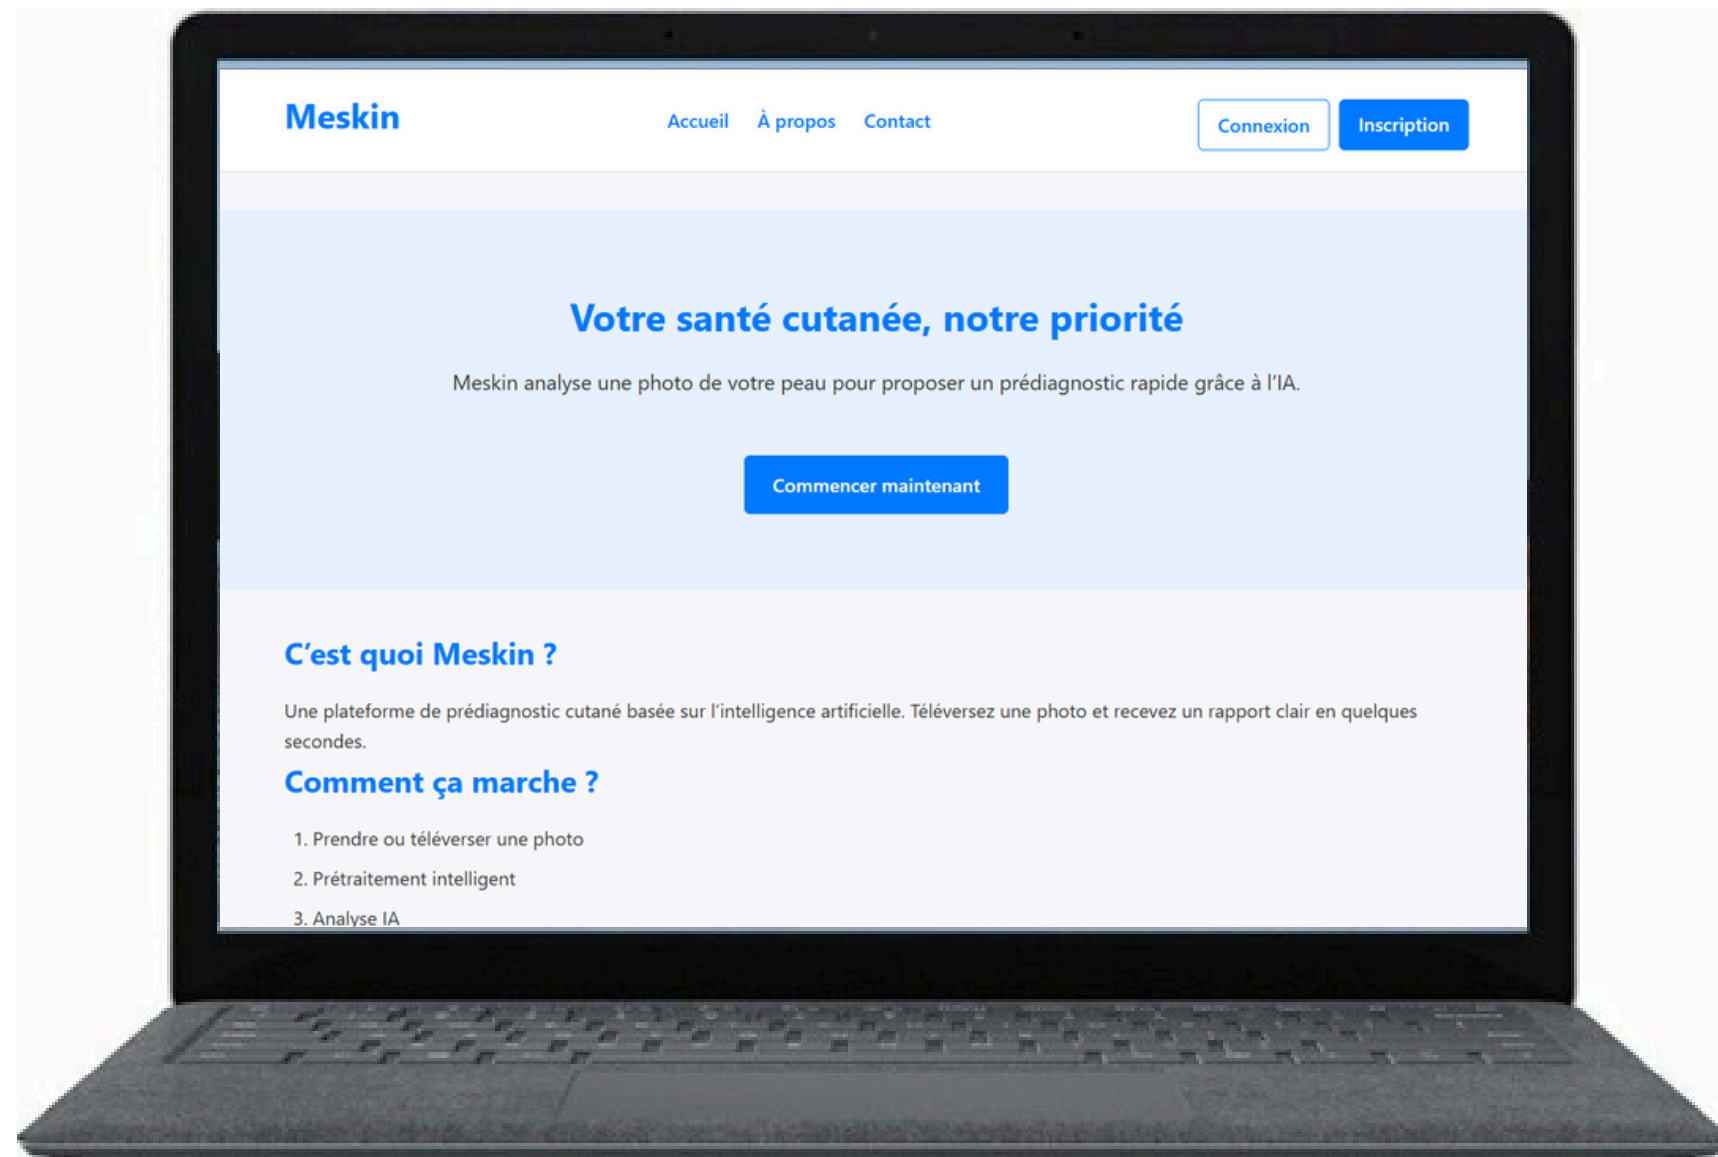 Meskin
Accueil À propos Contact
Connexion Inscription
Votre santé cutanée, notre priorité
Meskin analyse une photo de votre peau pour proposer un prédiagnostic rapide grâce à l’IA.
Commencer maintenant
C’est quoi Meskin ?
Une plateforme de prédiagnostic cutané basée sur l’intelligence artificielle. Téléversez une photo et recevez un rapport clair en quelques
secondes.
Comment ça marche ?
1. Prendre ou téléverser une photo
2. Prétraitement intelligent
3. Analyse IA